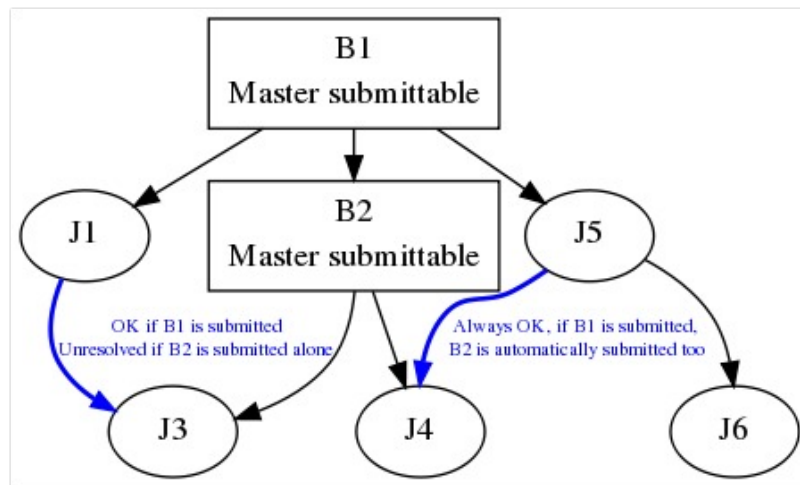 B1
Master submittable
J1
B2
Master submittable
J5
OK if B1 is submitted
Unresolved if B2 is submitted alone
Always OK, if B1 is submitted,
B2 is automatically submitted too
J3
J4
J6